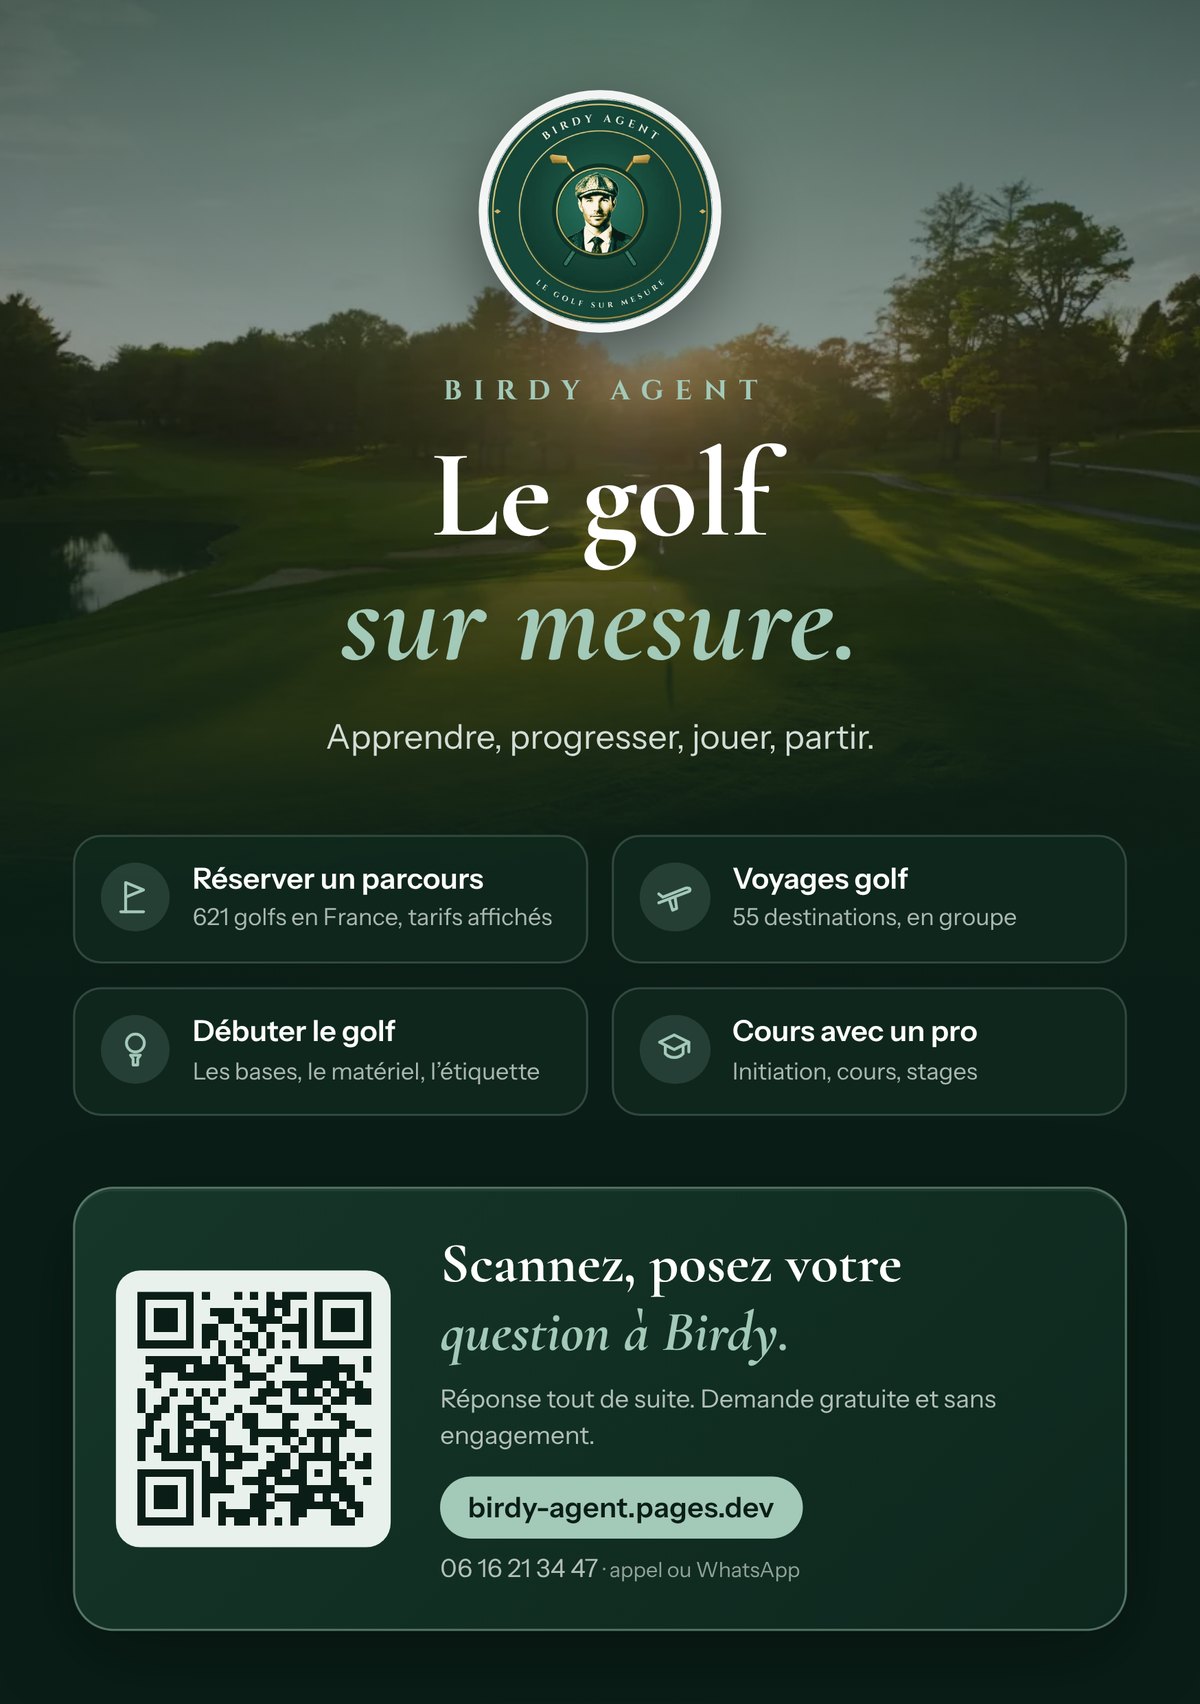 BIRDY AGENT
LE GOLF SUR MESURE
BIRDY AGENT
Le golf
sur mesure.
Apprendre, progresser, jouer, partir.
Réserver un parcours
621 golfs en France, tarifs affichés
Voyages golf
55 destinations, en groupe
Débuter le golf
Les bases, le matériel, l’étiquette
Cours avec un pro
Initiation, cours, stages
Scannez, posez votre
question à Birdy.
Réponse tout de suite. Demande gratuite et sans
engagement.
birdy-agent.pages.dev
06 16 21 34 47 · appel ou WhatsApp